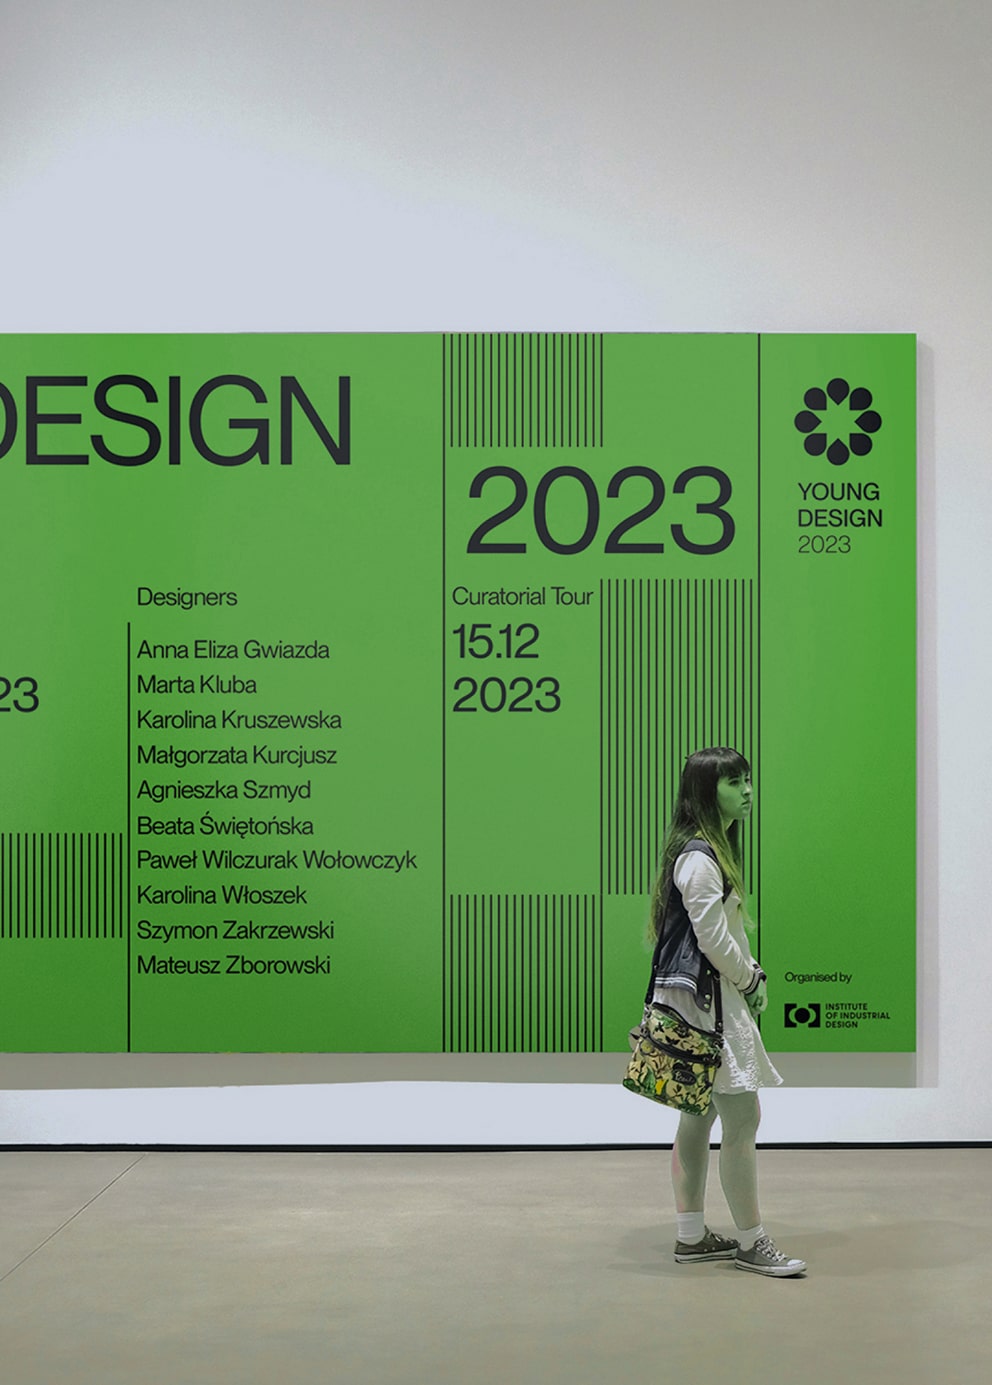 DESIGN
2023
YOUNG
DESIGN
2023
Designers
Anna Eliza Gwiazda
Marta Kluba
Karolina Kruszewska
Małgorzata Kurcjusz
Agnieszka Szmyd
Beata Świętońska
Paweł Wilczurak Wołowczyk
Karolina Włoszek
Szymon Zakrzewski
Mateusz Zborowski
23
Curatorial Tour
15.12
2023
Organised by
INSTITUTE
OF INDUSTRIAL
DESIGN